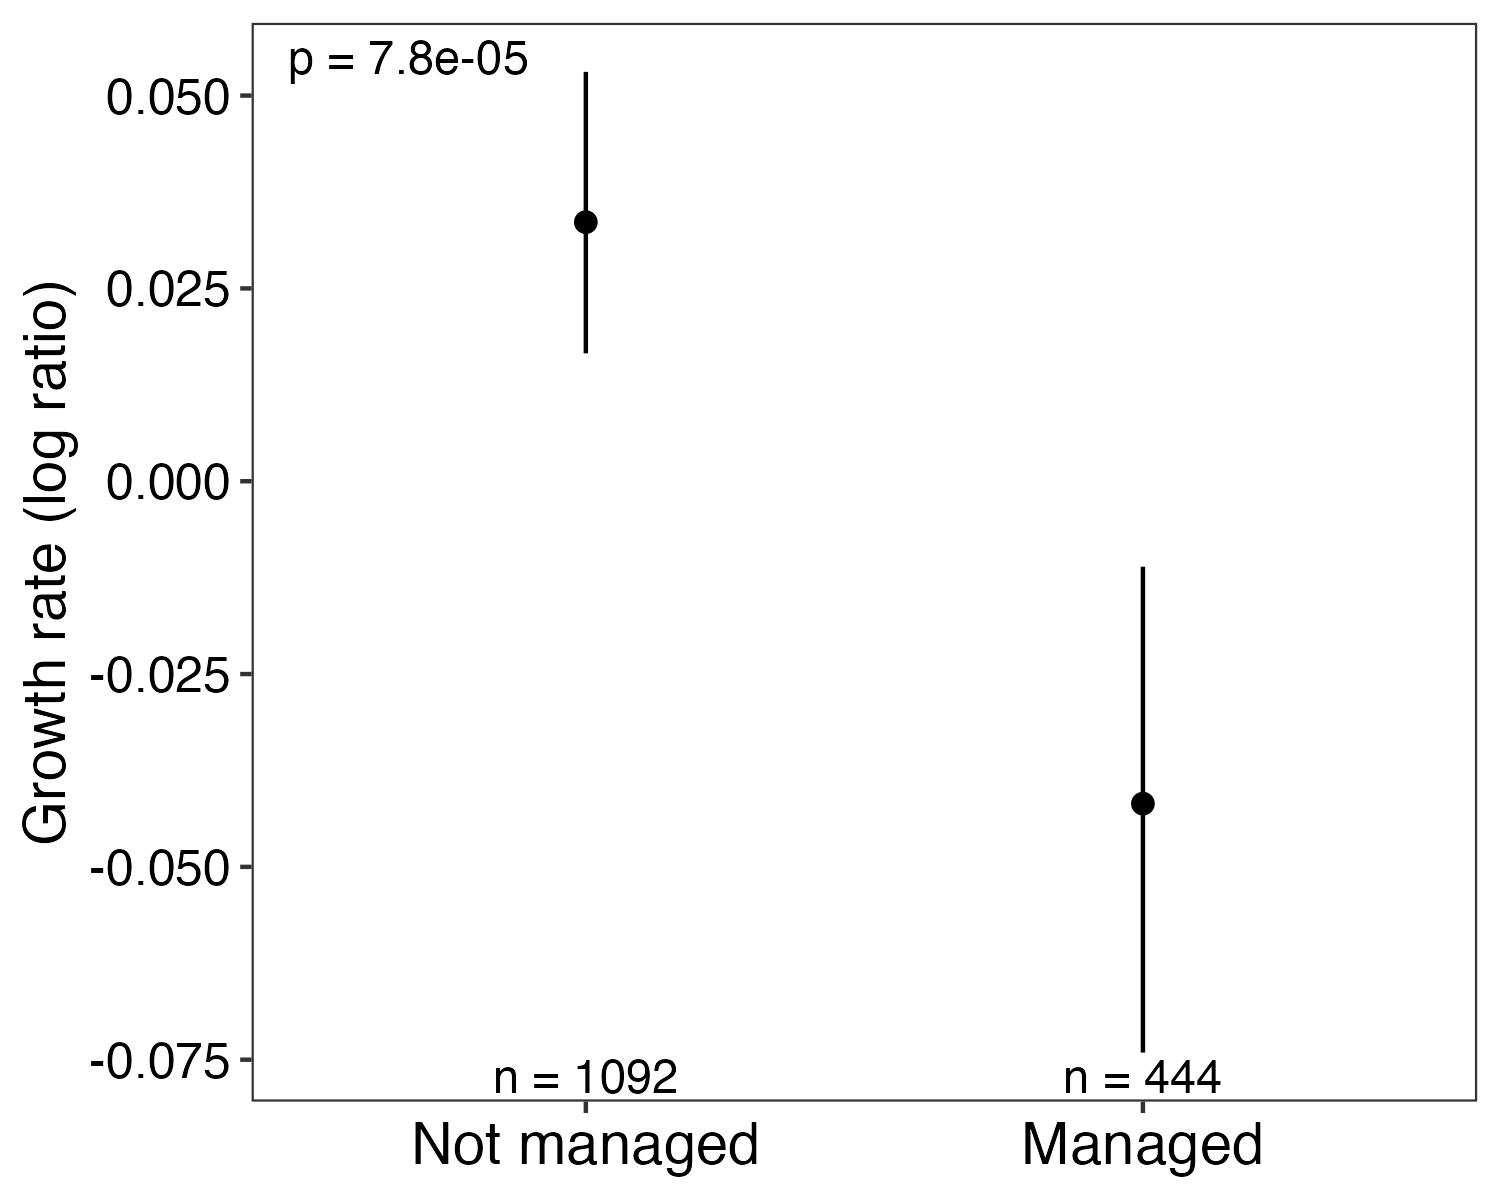 p = 7.8e-05
0.050
0.025
0.000
-0.025
-0.050
-0.075
Growth rate (log ratio)
n = 1092
n = 444
Not managed
Managed